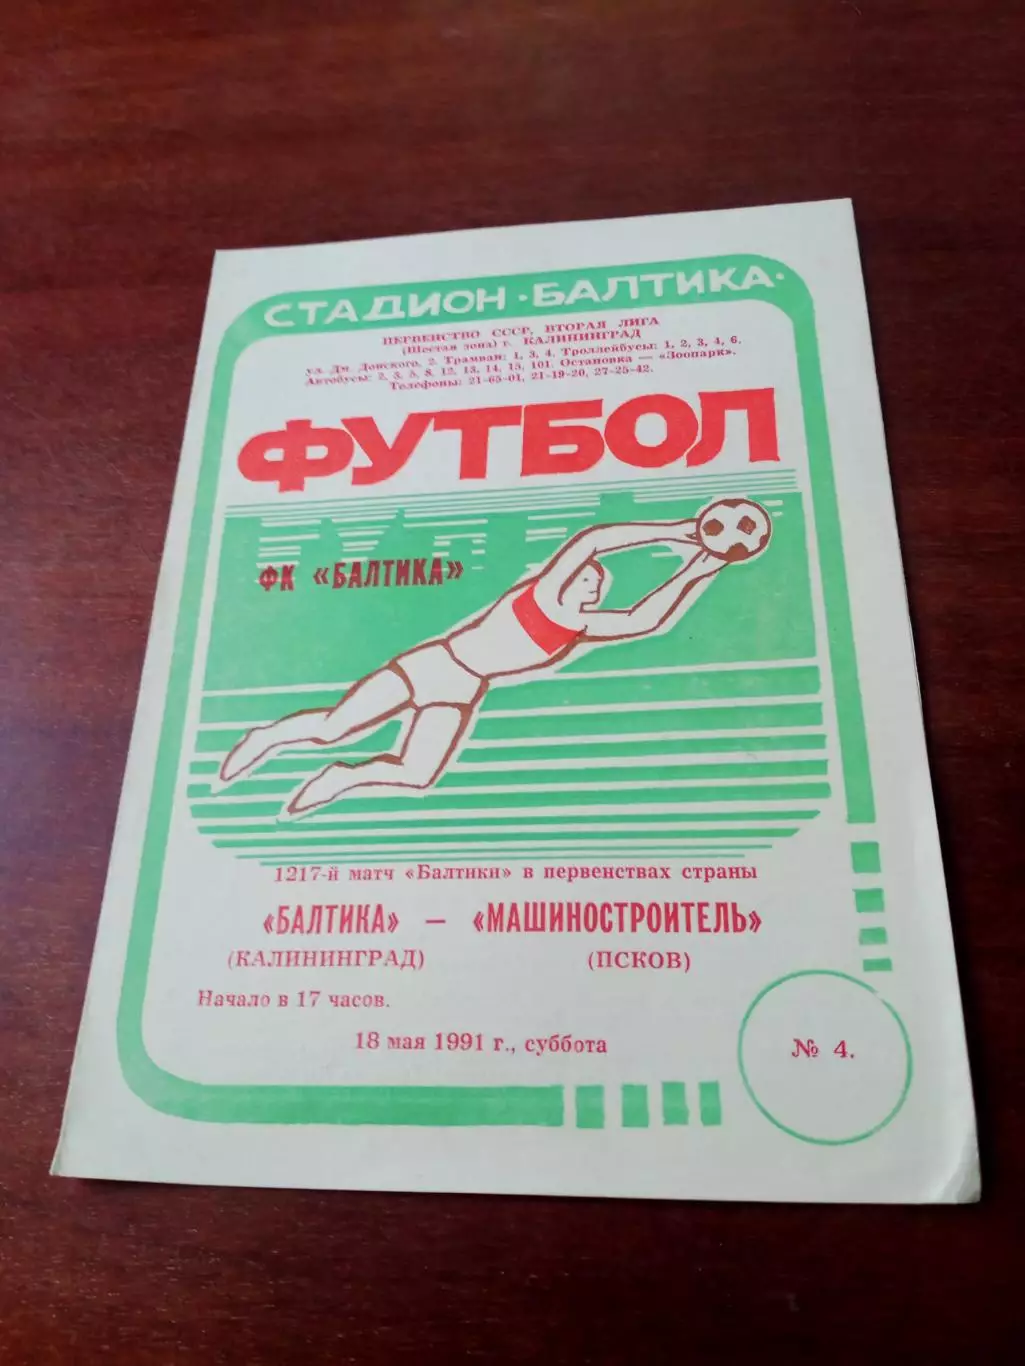 СТАДИОН·БАЛТИКА·
ПЕРВЕНСТВО СССР, ВТОРАЯ ЛИГА
(Шестая зона) г. КАЛИНИНГРАД
ул. Дм. Донского, 2. Трамваи: 1, 3, 4. Троллейбусы: 1, 2, 3, 4, 6.
Автобусы: 2, 3, 5, 8, 12, 13, 14, 15, 101. Остановка — «Зоопарк».
Телефоны: 21-65-01, 21-19-20, 27-25-42.
ФУТБОЛ
ФК «БАЛТИКА»
1217-й матч «Балтики» в первенствах страны
«БАЛТИКА» — «МАШИНОСТРОИТЕЛЬ»
(КАЛИНИНГРАД) (ПСКОВ)
Начало в 17 часов.
18 мая 1991 г., суббота
№ 4.